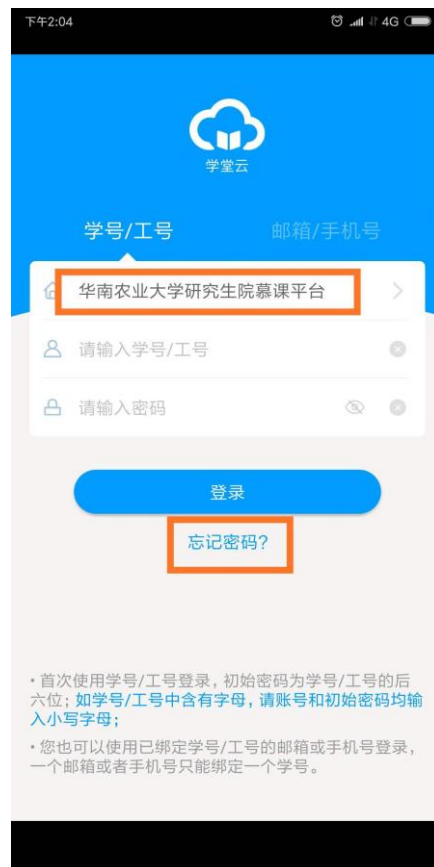 下午2:04
4G
学堂云
学号/工号
邮箱/手机号
华南农业大学研究生院慕课平台
请输入学号/工号
请输入密码
登录
忘记密码?
•首次使用学号/工号登录，初始密码为学号/工号的后
六位；如学号/工号中含有字母，请账号和初始密码均输
入小写字母；
•您也可以使用已绑定学号/工号的邮箱或手机号登录，
一个邮箱或者手机号只能绑定一个学号。